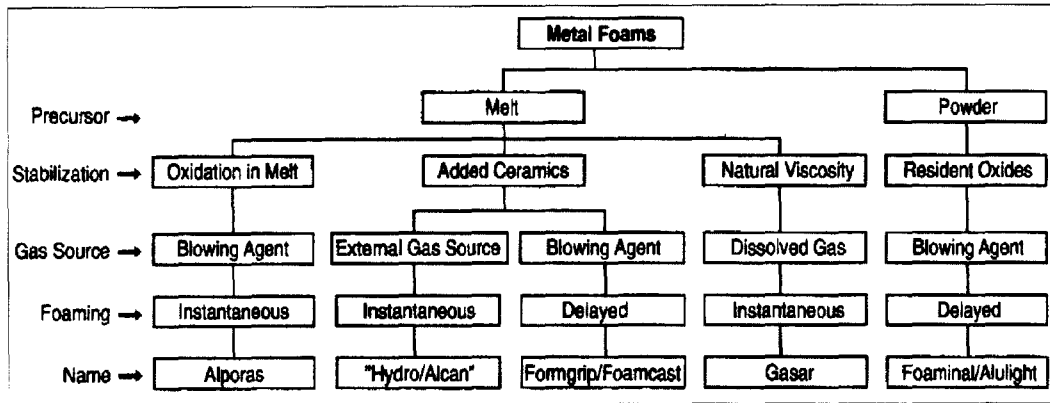 Metal Foams
Precursor → Melt Powder
Stabilization → Oxidation in Melt Added Ceramics Natural Viscosity Resident Oxides
Gas Source → Blowing Agent External Gas Source Blowing Agent Dissolved Gas Blowing Agent
Foaming → Instantaneous Instantaneous Delayed Instantaneous Delayed
Name → Alporas "Hydro/Alcan" Formgrip/Foamcast Gasar Foaminal/Alulight